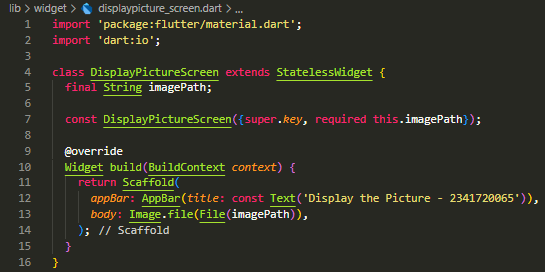 lib > widget > displaypicture_screen.dart > ...
1 import 'package:flutter/material.dart';
2 import 'dart:io';
3
4 class DisplayPictureScreen extends StatelessWidget {
5 final String imagePath;
6
7 const DisplayPictureScreen({super.key, required this.imagePath});
8
9 @override
10 Widget build(BuildContext context) {
11 return Scaffold(
12 appBar: AppBar(title: const Text('Display the Picture - 2341720065')),
13 body: Image.file(File(imagePath)),
14 ); // Scaffold
15 }
16 }